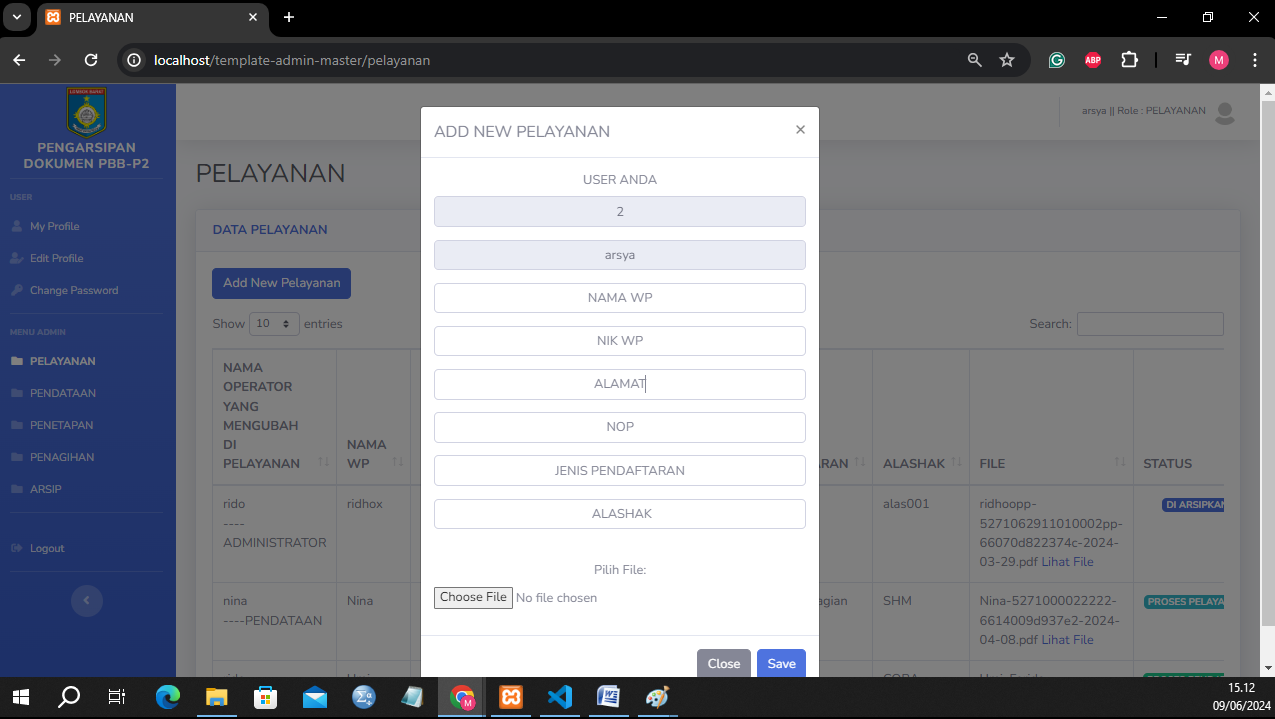 PELAYANAN
localhost/template-admin-master/pelayanan
ABP
M
LOMBOK BARAT
PENGARSIPAN
DOKUMEN PBB-P2
USER
My Profile
Edit Profile
Change Password
MENU ADMIN
PELAYANAN
PENDATAAN
PENETAPAN
PENAGIHAN
ARSIP
Logout
arsya || Role : PELAYANAN
PELAYANAN
DATA PELAYANAN
Add New Pelayanan
Show 10 entries
Search:
NAMA
OPERATOR
YANG
MENGUBAH
DI
PELAYANAN
NAMA
WP
ARAN
ALASHAK
FILE
STATUS
rido
----
ADMINISTRATOR
ridhox
alas001
ridhoopp-
5271062911010002pp-
66070d822374c-2024-
03-29.pdf Lihat File
DI ARSIPKAN
nina
----PENDATAAN
Nina
agian
SHM
Nina-5271000022222-
6614009d937e2-2024-
04-08.pdf Lihat File
PROSES PELAYA
ADD NEW PELAYANAN
×
USER ANDA
2
arsya
NAMA WP
NIK WP
ALAMAT
NOP
JENIS PENDAFTARAN
ALASHAK
Pilih File:
Choose File No file chosen
Close
Save
15.12
09/06/2024